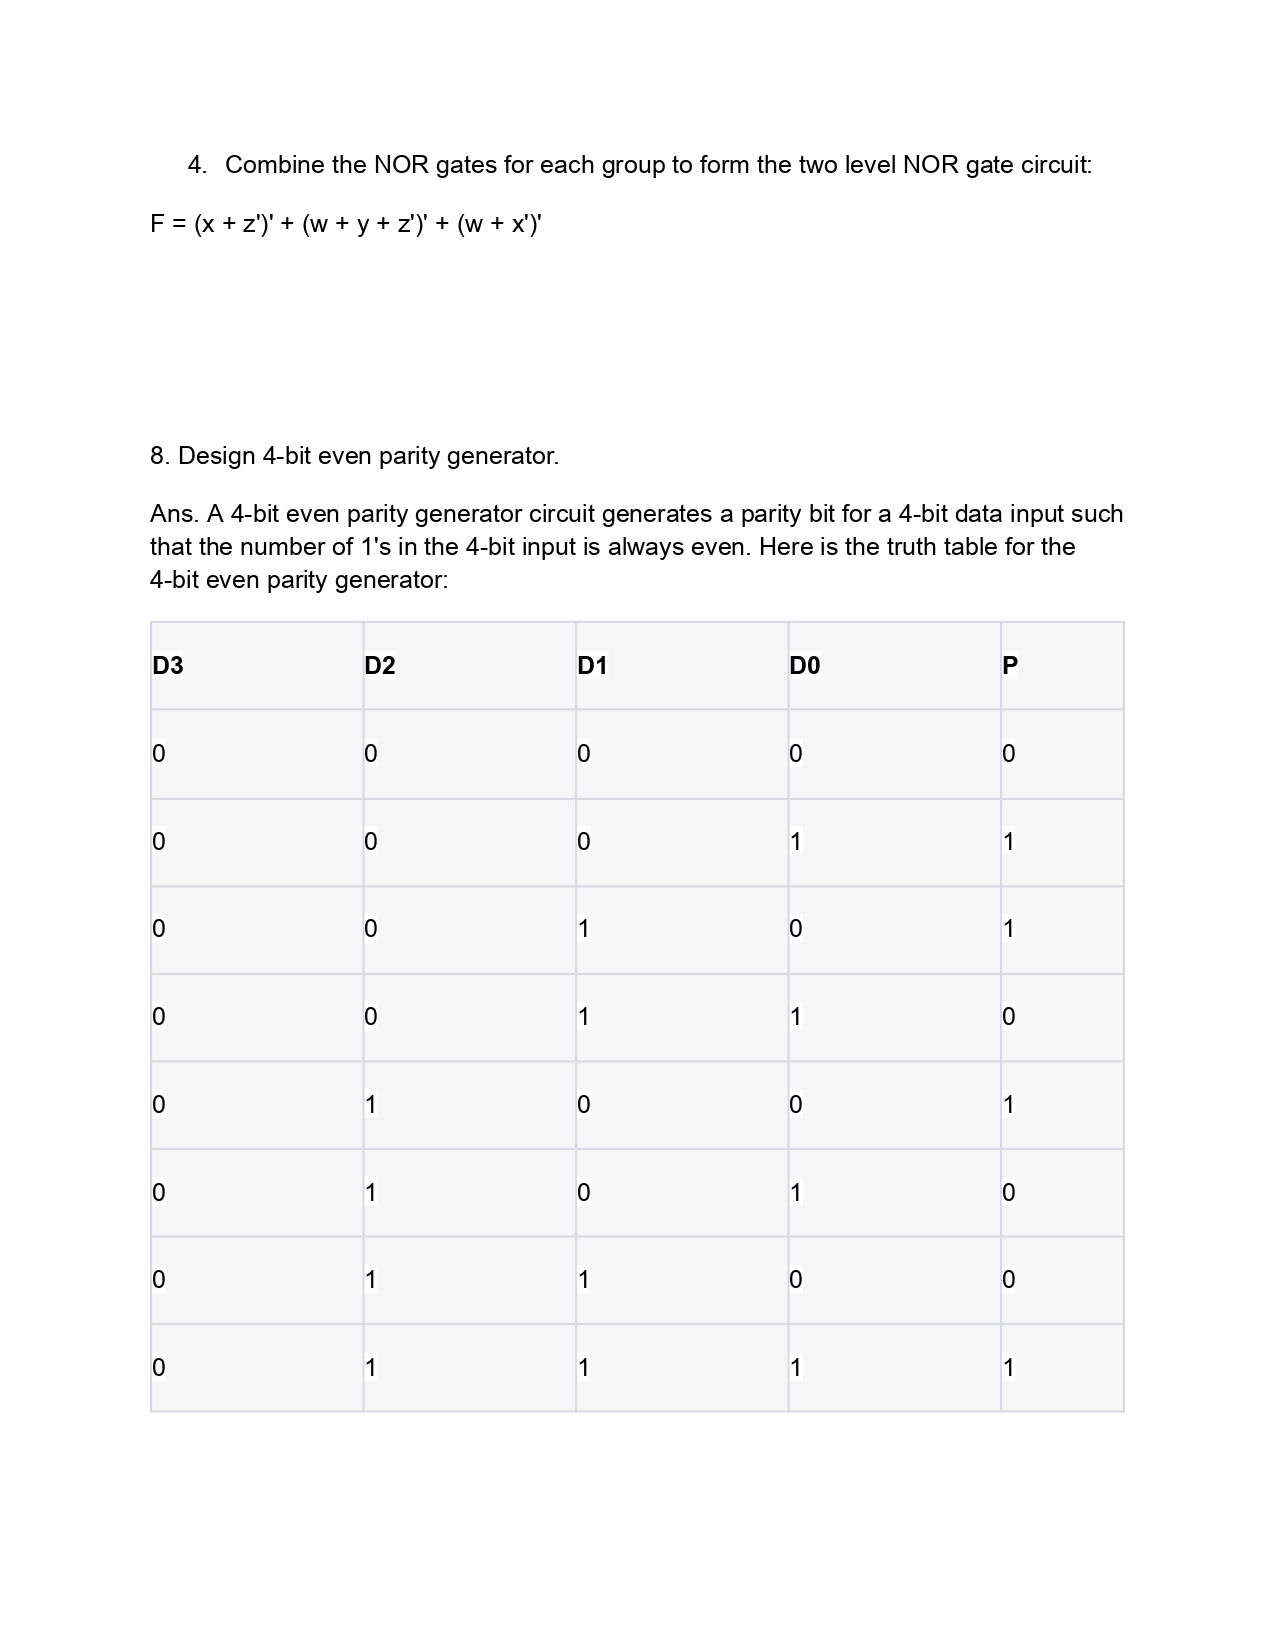 4. Combine the NOR gates for each group to form the two level NOR gate circuit:
F = (x + z')' + (w + y + z')' + (w + x')'
8. Design 4-bit even parity generator.
Ans. A 4-bit even parity generator circuit generates a parity bit for a 4-bit data input such
that the number of 1's in the 4-bit input is always even. Here is the truth table for the
4-bit even parity generator:
D3 D2 D1 D0 P
0 0 0 0 0
0 0 0 1 1
0 0 1 0 1
0 0 1 1 0
0 1 0 0 1
0 1 0 1 0
0 1 1 0 0
0 1 1 1 1